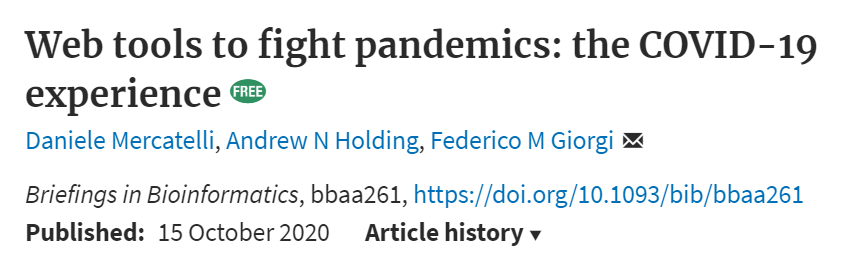 Web tools to fight pandemics: the COVID-19
experience FREE
Daniele Mercatelli, Andrew N Holding, Federico M Giorgi
Briefings in Bioinformatics, bbaa261, https://doi.org/10.1093/bib/bbaa261
Published: 15 October 2020 Article history ▼